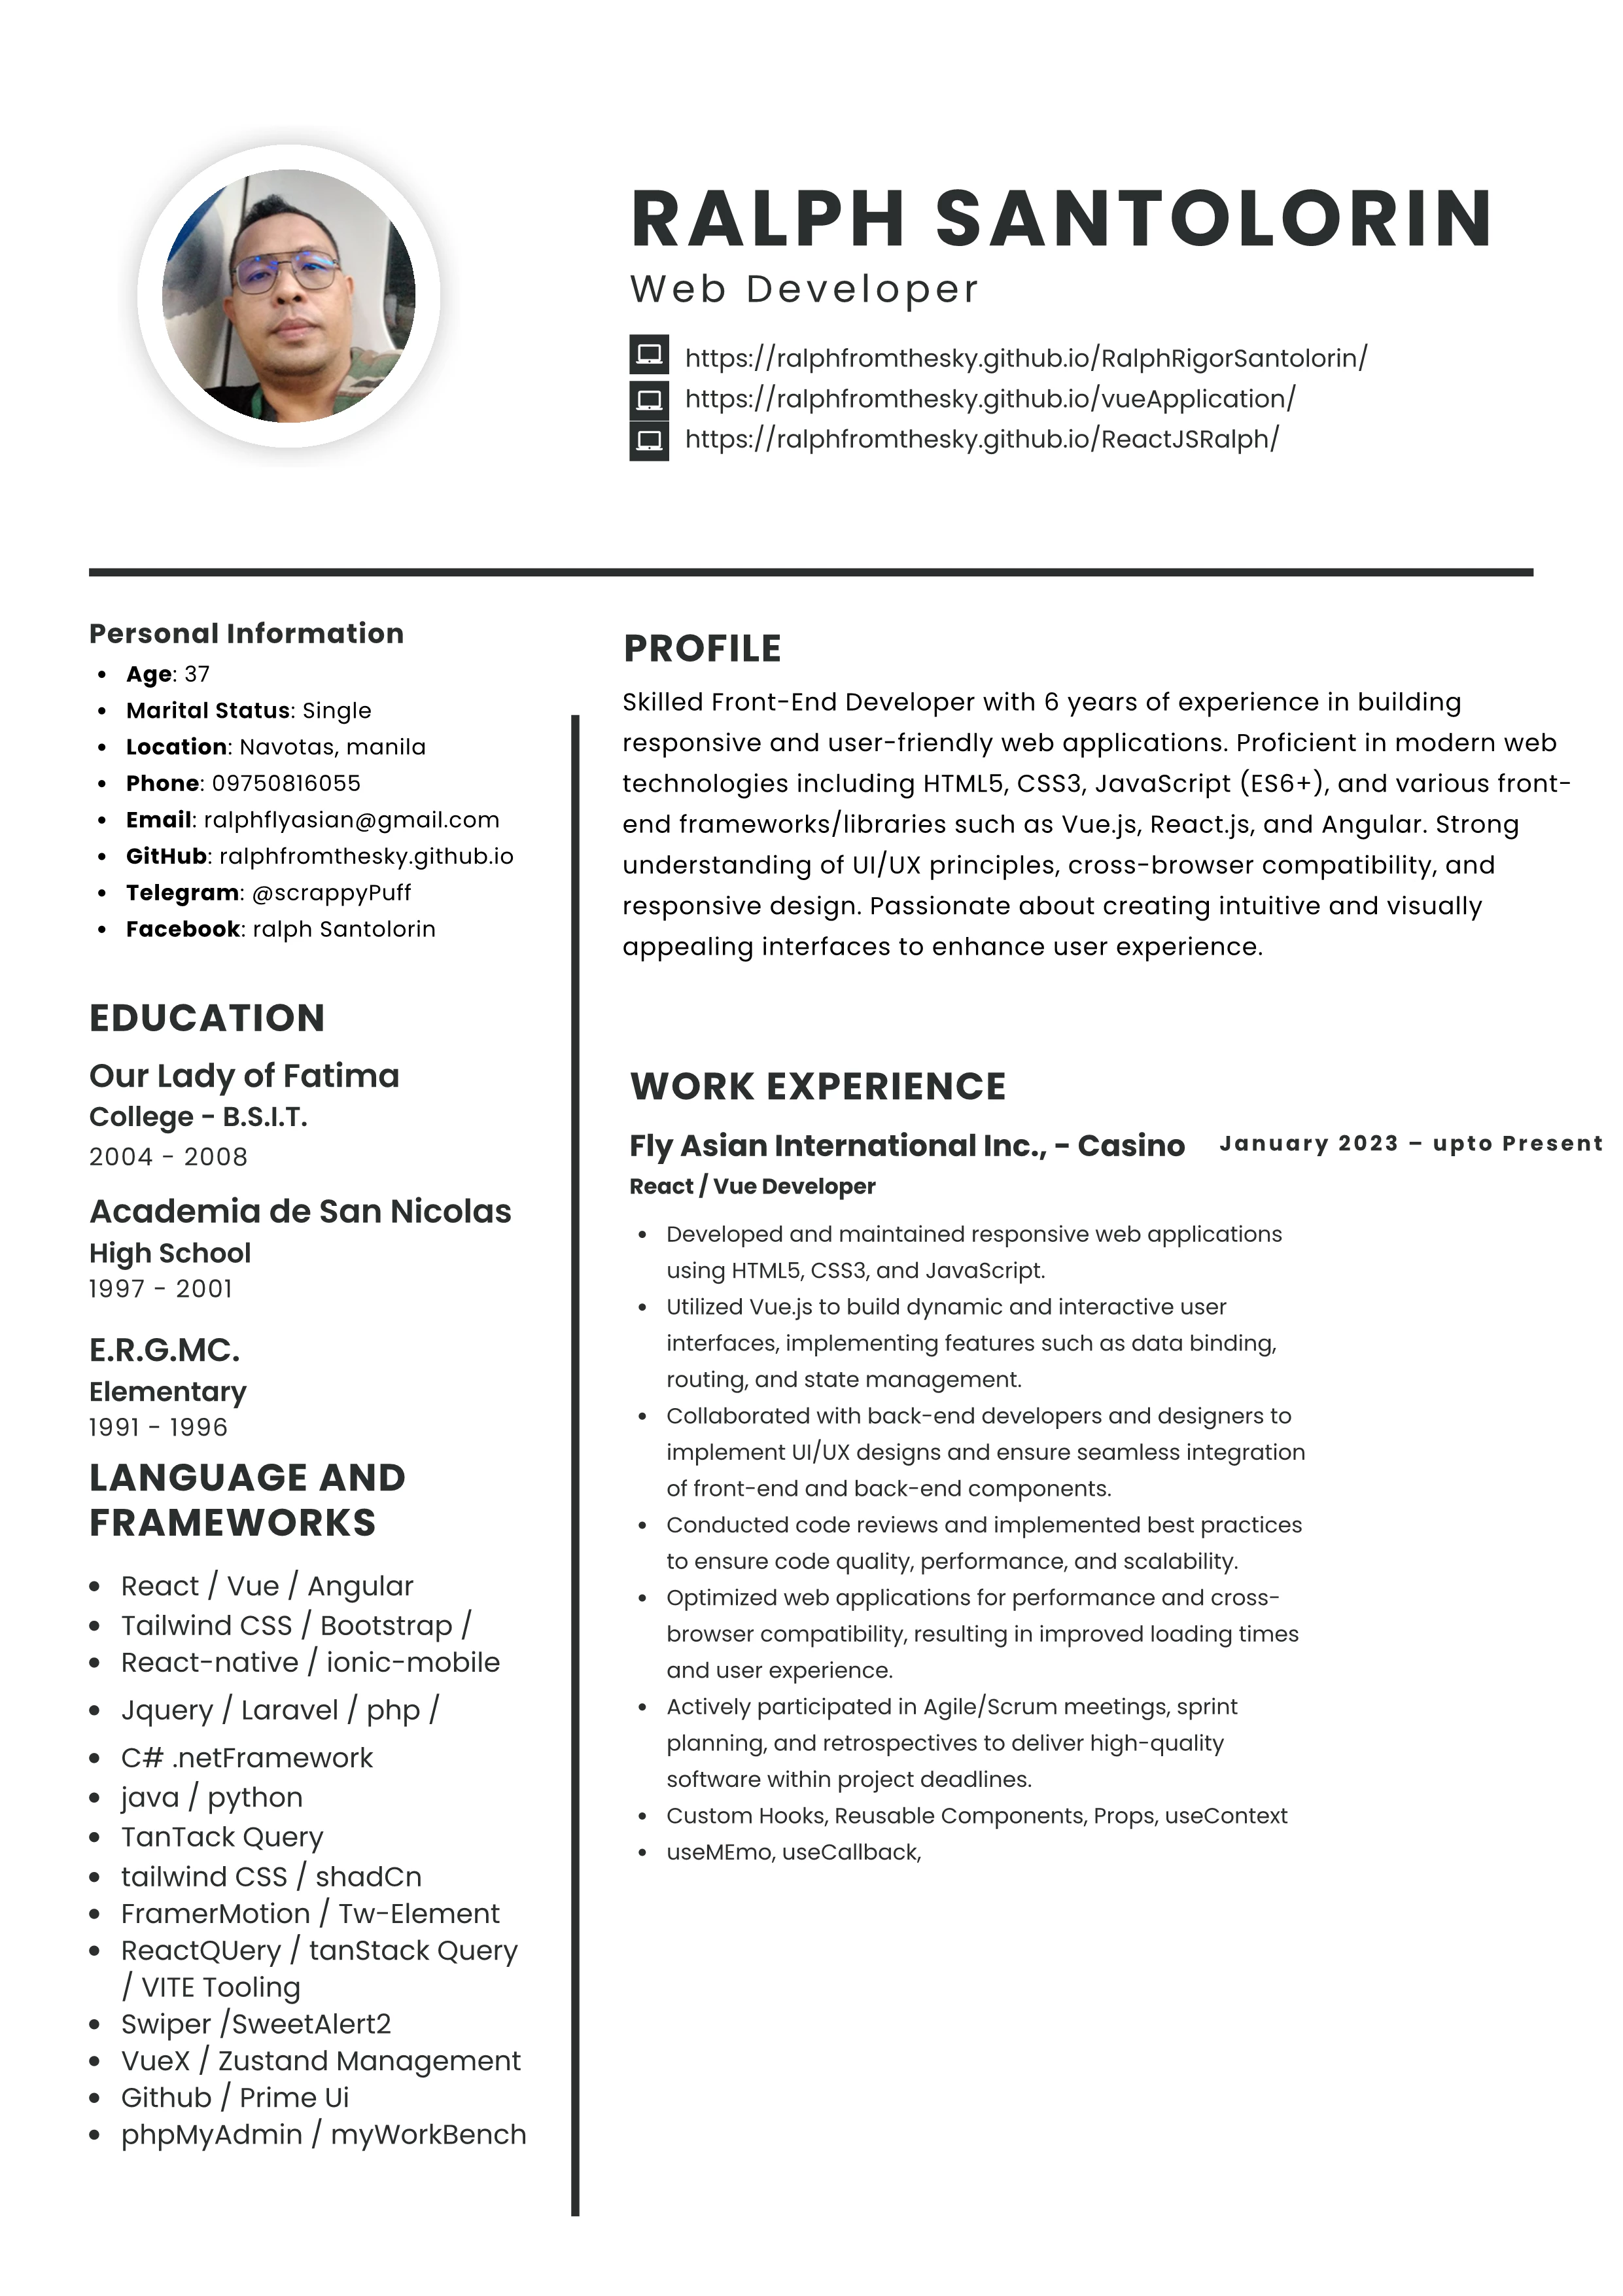 RALPH SANTOLORIN
Web Developer
https://ralphfromthesky.github.io/RalphRigorSantolorin/
https://ralphfromthesky.github.io/vueApplication/
https://ralphfromthesky.github.io/ReactJSRalph/
Personal Information
• Age: 37
• Marital Status: Single
• Location: Navotas, manila
• Phone: 09750816055
• Email: ralphflyasian@gmail.com
• GitHub: ralphfromthesky.github.io
• Telegram: @scrappyPuff
• Facebook: ralph Santolorin
EDUCATION
Our Lady of Fatima
College - B.S.I.T.
2004 - 2008
Academia de San Nicolas
High School
1997 - 2001
E.R.G.MC.
Elementary
1991 - 1996
LANGUAGE AND
FRAMEWORKS
• React / Vue / Angular
• Tailwind CSS / Bootstrap /
• React-native / ionic-mobile
• Jquery / Laravel / php /
• C# .netFramework
• java / python
• TanTack Query
• tailwind CSS / shadCn
• FramerMotion / Tw-Element
• ReactQUery / tanStack Query
/ VITE Tooling
• Swiper /SweetAlert2
• VueX / Zustand Management
• Github / Prime Ui
• phpMyAdmin / myWorkBench
PROFILE
Skilled Front-End Developer with 6 years of experience in building
responsive and user-friendly web applications. Proficient in modern web
technologies including HTML5, CSS3, JavaScript (ES6+), and various front-
end frameworks/libraries such as Vue.js, React.js, and Angular. Strong
understanding of UI/UX principles, cross-browser compatibility, and
responsive design. Passionate about creating intuitive and visually
appealing interfaces to enhance user experience.
WORK EXPERIENCE
Fly Asian International Inc., - Casino January 2023 – upto Present
React / Vue Developer
• Developed and maintained responsive web applications
using HTML5, CSS3, and JavaScript.
• Utilized Vue.js to build dynamic and interactive user
interfaces, implementing features such as data binding,
routing, and state management.
• Collaborated with back-end developers and designers to
implement UI/UX designs and ensure seamless integration
of front-end and back-end components.
• Conducted code reviews and implemented best practices
to ensure code quality, performance, and scalability.
• Optimized web applications for performance and cross-
browser compatibility, resulting in improved loading times
and user experience.
• Actively participated in Agile/Scrum meetings, sprint
planning, and retrospectives to deliver high-quality
software within project deadlines.
• Custom Hooks, Reusable Components, Props, useContext
• useMEmo, useCallback,